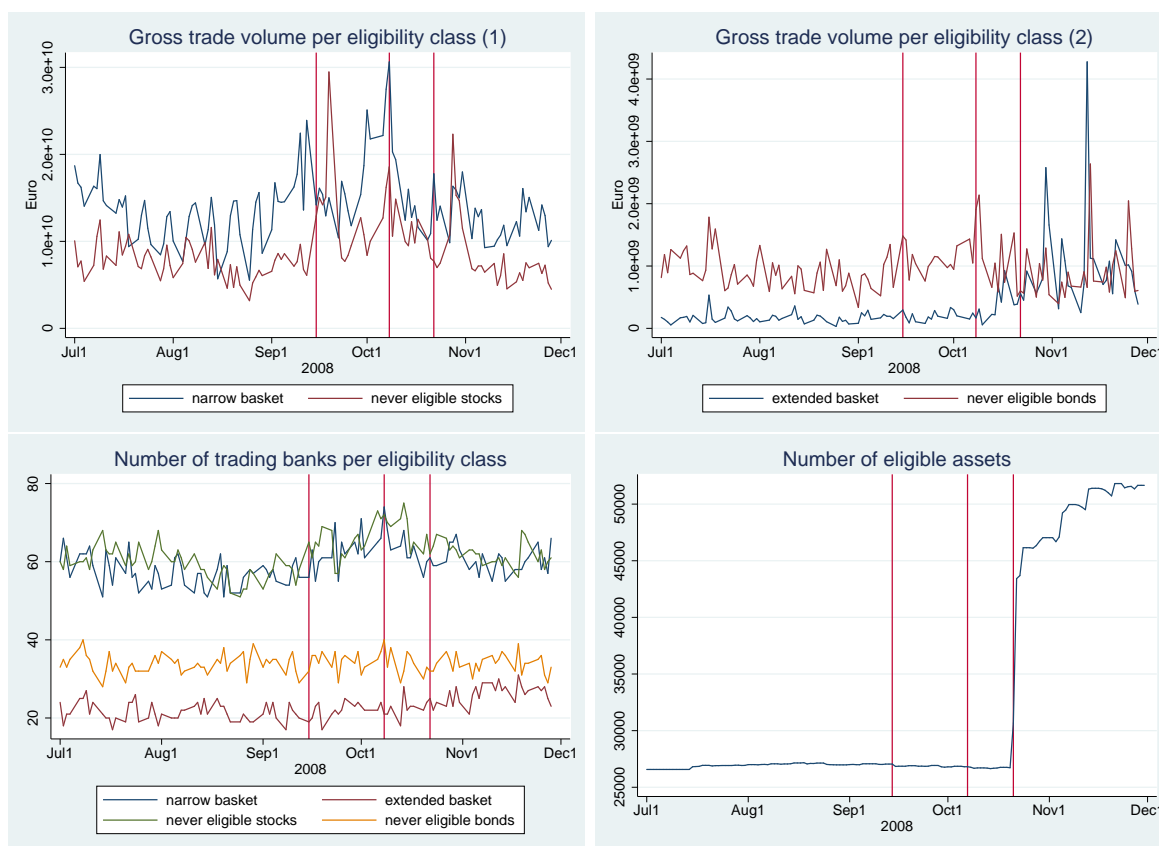 Gross trade volume per eligibility class (1)
Euro
3.0e+10
2.0e+10
1.0e+10
0
Jul1 Aug1 Sep1 Oct1 Nov1 Dec1
2008
narrow basket never eligible stocks
Gross trade volume per eligibility class (2)
Euro
4.0e+09
3.0e+09
2.0e+09
1.0e+09
0
Jul1 Aug1 Sep1 Oct1 Nov1 Dec1
2008
extended basket never eligible bonds
Number of trading banks per eligibility class
80
60
40
20
Jul1 Aug1 Sep1 Oct1 Nov1 Dec1
2008
narrow basket extended basket
never eligible stocks never eligible bonds
Number of eligible assets
50000
45000
40000
35000
30000
25000
Jul1 Aug1 Sep1 Oct1 Nov1 Dec1
2008